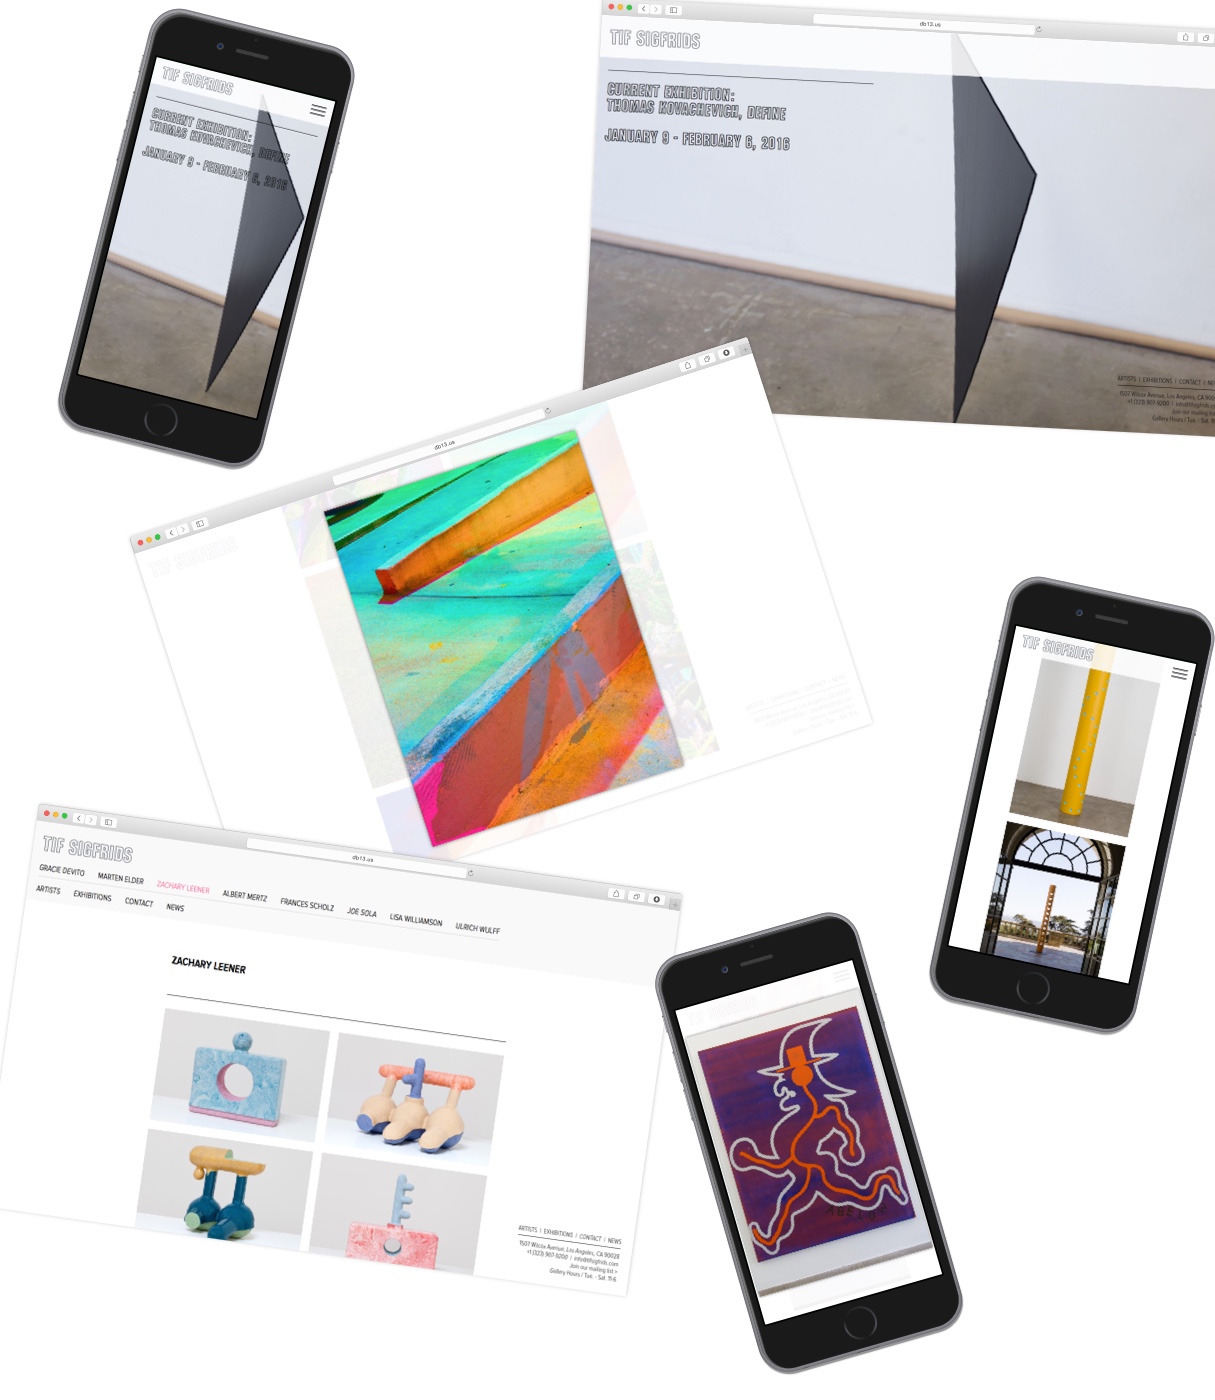 TIF SIGFRIDS
CURRENT EXHIBITION:
THOMAS KOVACHEVICH, DEFINE
JANUARY 9 - FEBRUARY 6, 2016
db13.us
TIF SIGFRIDS
CURRENT EXHIBITION:
THOMAS KOVACHEVICH, DEFINE
JANUARY 9 - FEBRUARY 6, 2016
ARTISTS | EXHIBITIONS | CONTACT |
1507 Wilcox Avenue, Los Angeles, CA
+1 (323) 907-9200 |
Join our mailing
Gallery Hours / Tue. - Sat.
db13.us
TIF SIGFRIDS
TIF SIGFRIDS
db13.us
TIF SIGFRIDS
GRACIE DEVITO MARTEN ELDER ZACHARY LEENER ALBERT MERTZ FRANCES SCHOLZ JOE SOLA LISA WILLIAMSON ULRICH WULFF
ARTISTS EXHIBITIONS CONTACT NEWS
ZACHARY LEENER
ARTISTS | EXHIBITIONS | CONTACT | NEWS
1507 Wilcox Avenue, Los Angeles, CA 90028
+1 (323) 907-9200 | info@tifsigfrids.com
Join our mailing list >
Gallery Hours / Tue. - Sat. 11-6
TIF SIGFRIDS